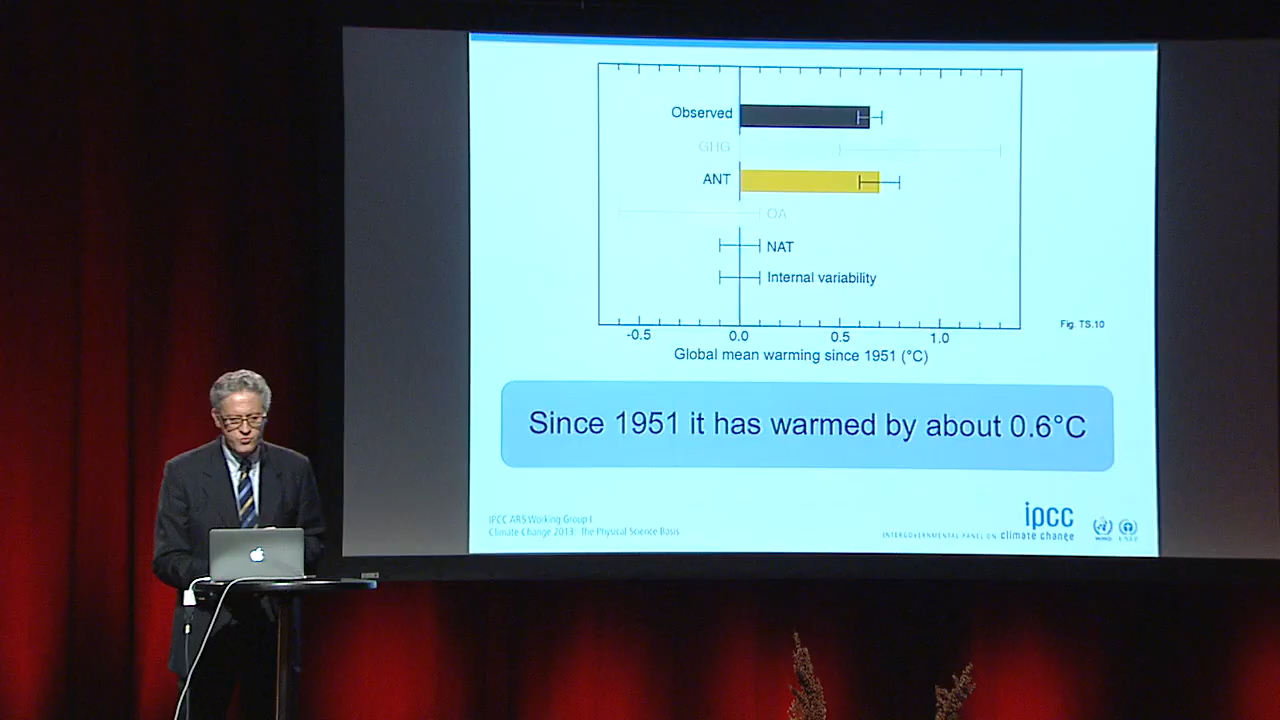 Observed
GHG
ANT
OA
NAT
Internal variability
-0.5 0.0 0.5 1.0
Fig. TS.10
Global mean warming since 1951 (°C)
Since 1951 it has warmed by about 0.6°C
IPCC AR5 Working Group I
Climate Change 2013: The Physical Science Basis
ipcc
INTERGOVERNMENTAL PANEL ON climate change
WMO UNEP